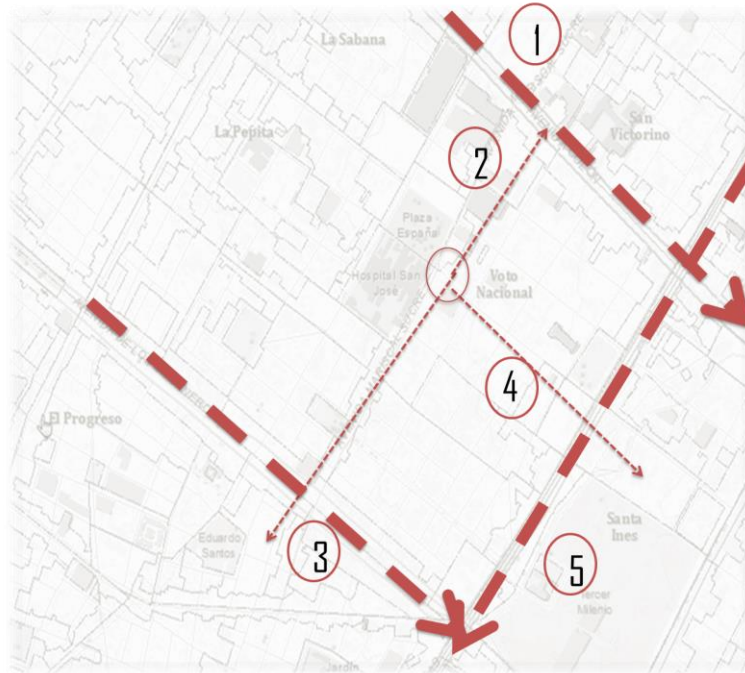 La Sabana
1
San
Victorino
La Pepita
2
Plaza
España
Hospital San
José
Voto
Nacional
4
El Progreso
Eduardo
Santos
3
Santa
Ines
5
Tercer
Milenio
Jardín